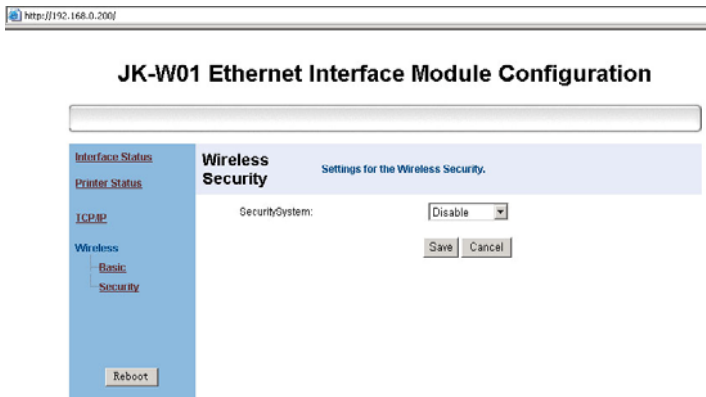 http://192.168.0.200/
JK-W01 Ethernet Interface Module Configuration
Interface Status
Printer Status
TCP/IP
Wireless
Basic
Security
Reboot
Wireless Security
Settings for the Wireless Security.
SecuritySystem:
Disable
Save
Cancel